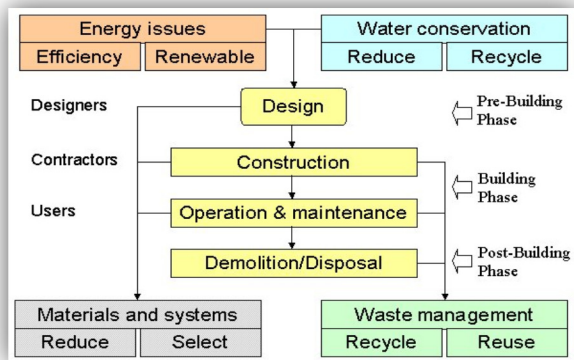 Energy issues
Efficiency
Renewable
Water conservation
Reduce
Recycle
Designers
Design
Pre-Building
Phase
Contractors
Construction
Building
Phase
Users
Operation & maintenance
Demolition/Disposal
Post-Building
Phase
Materials and systems
Reduce
Select
Waste management
Recycle
Reuse